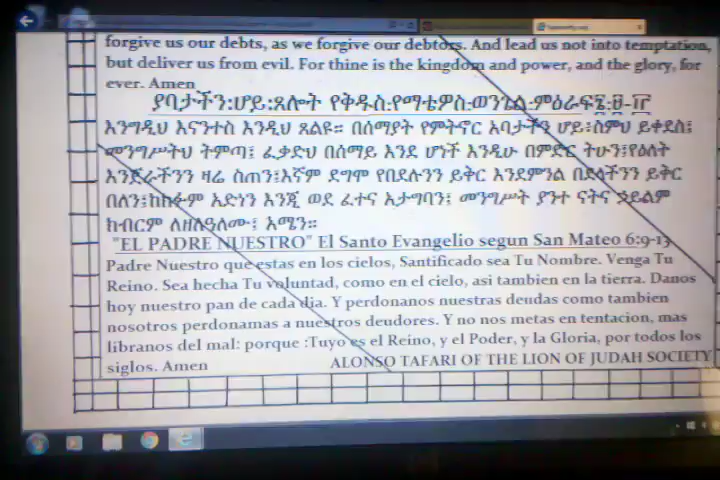 forgive us our debts, as we forgive our debtors. And lead us not into temptation,
but deliver us from evil. For thine is the kingdom and power, and the glory, for
ever. Amen
ያባታችን፡ሆይ፡ጸሎት የቅዱስ፡የማቴዎስ፡ወንጌል፡ምዕራፍ፮፡፱-፲፫
እንግዲህ እናንተስ እንዲህ ጸልዩ። በሰማያት የምትኖር አባታችን ሆይ፤ስምህ ይቀደስ፤
መንግሥትህ ትምጣ፤ ፈቃድህ በሰማይ እንደ ሆነች እንዲሁ በምድር ትሁን፤የዕለት
እንጀራችንን ዛሬ ስጠን፤እኛም ደግሞ የበደሉንን ይቅር እንደምንል በደላችንን ይቅር
በለን፤ከክፉም አድነን እንጂ ወደ ፈተና አታግባን፤ መንግሥት ያንተ ናትና ኃይልም
ክብርም ለዘለዓለሙ፤ አሜን።
"EL PADRE NUESTRO" El Santo Evangelio segun San Mateo 6:9-13
Padre Nuestro que estas en los cielos, Santificado sea Tu Nombre. Venga Tu
Reino. Sea hecha Tu voluntad, como en el cielo, asi tambien en la tierra. Danos
hoy nuestro pan de cada dia. Y perdonanos nuestras deudas como tambien
nosotros perdonamas a nuestros deudores. Y no nos metas en tentacion, mas
libranos del mal: porque :Tuyo es el Reino, y el Poder, y la Gloria, por todos los
siglos. Amen ALONSO TAFARI OF THE LION OF JUDAH SOCIETY